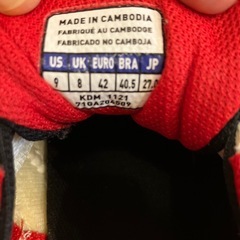 MADE IN CAMBODIA
FABRIQUÉ AU CAMBODGE
FABRICADO NO CAMBOJA
US UK EURO BRA JP
9 8 42 40.5
KDM 1121